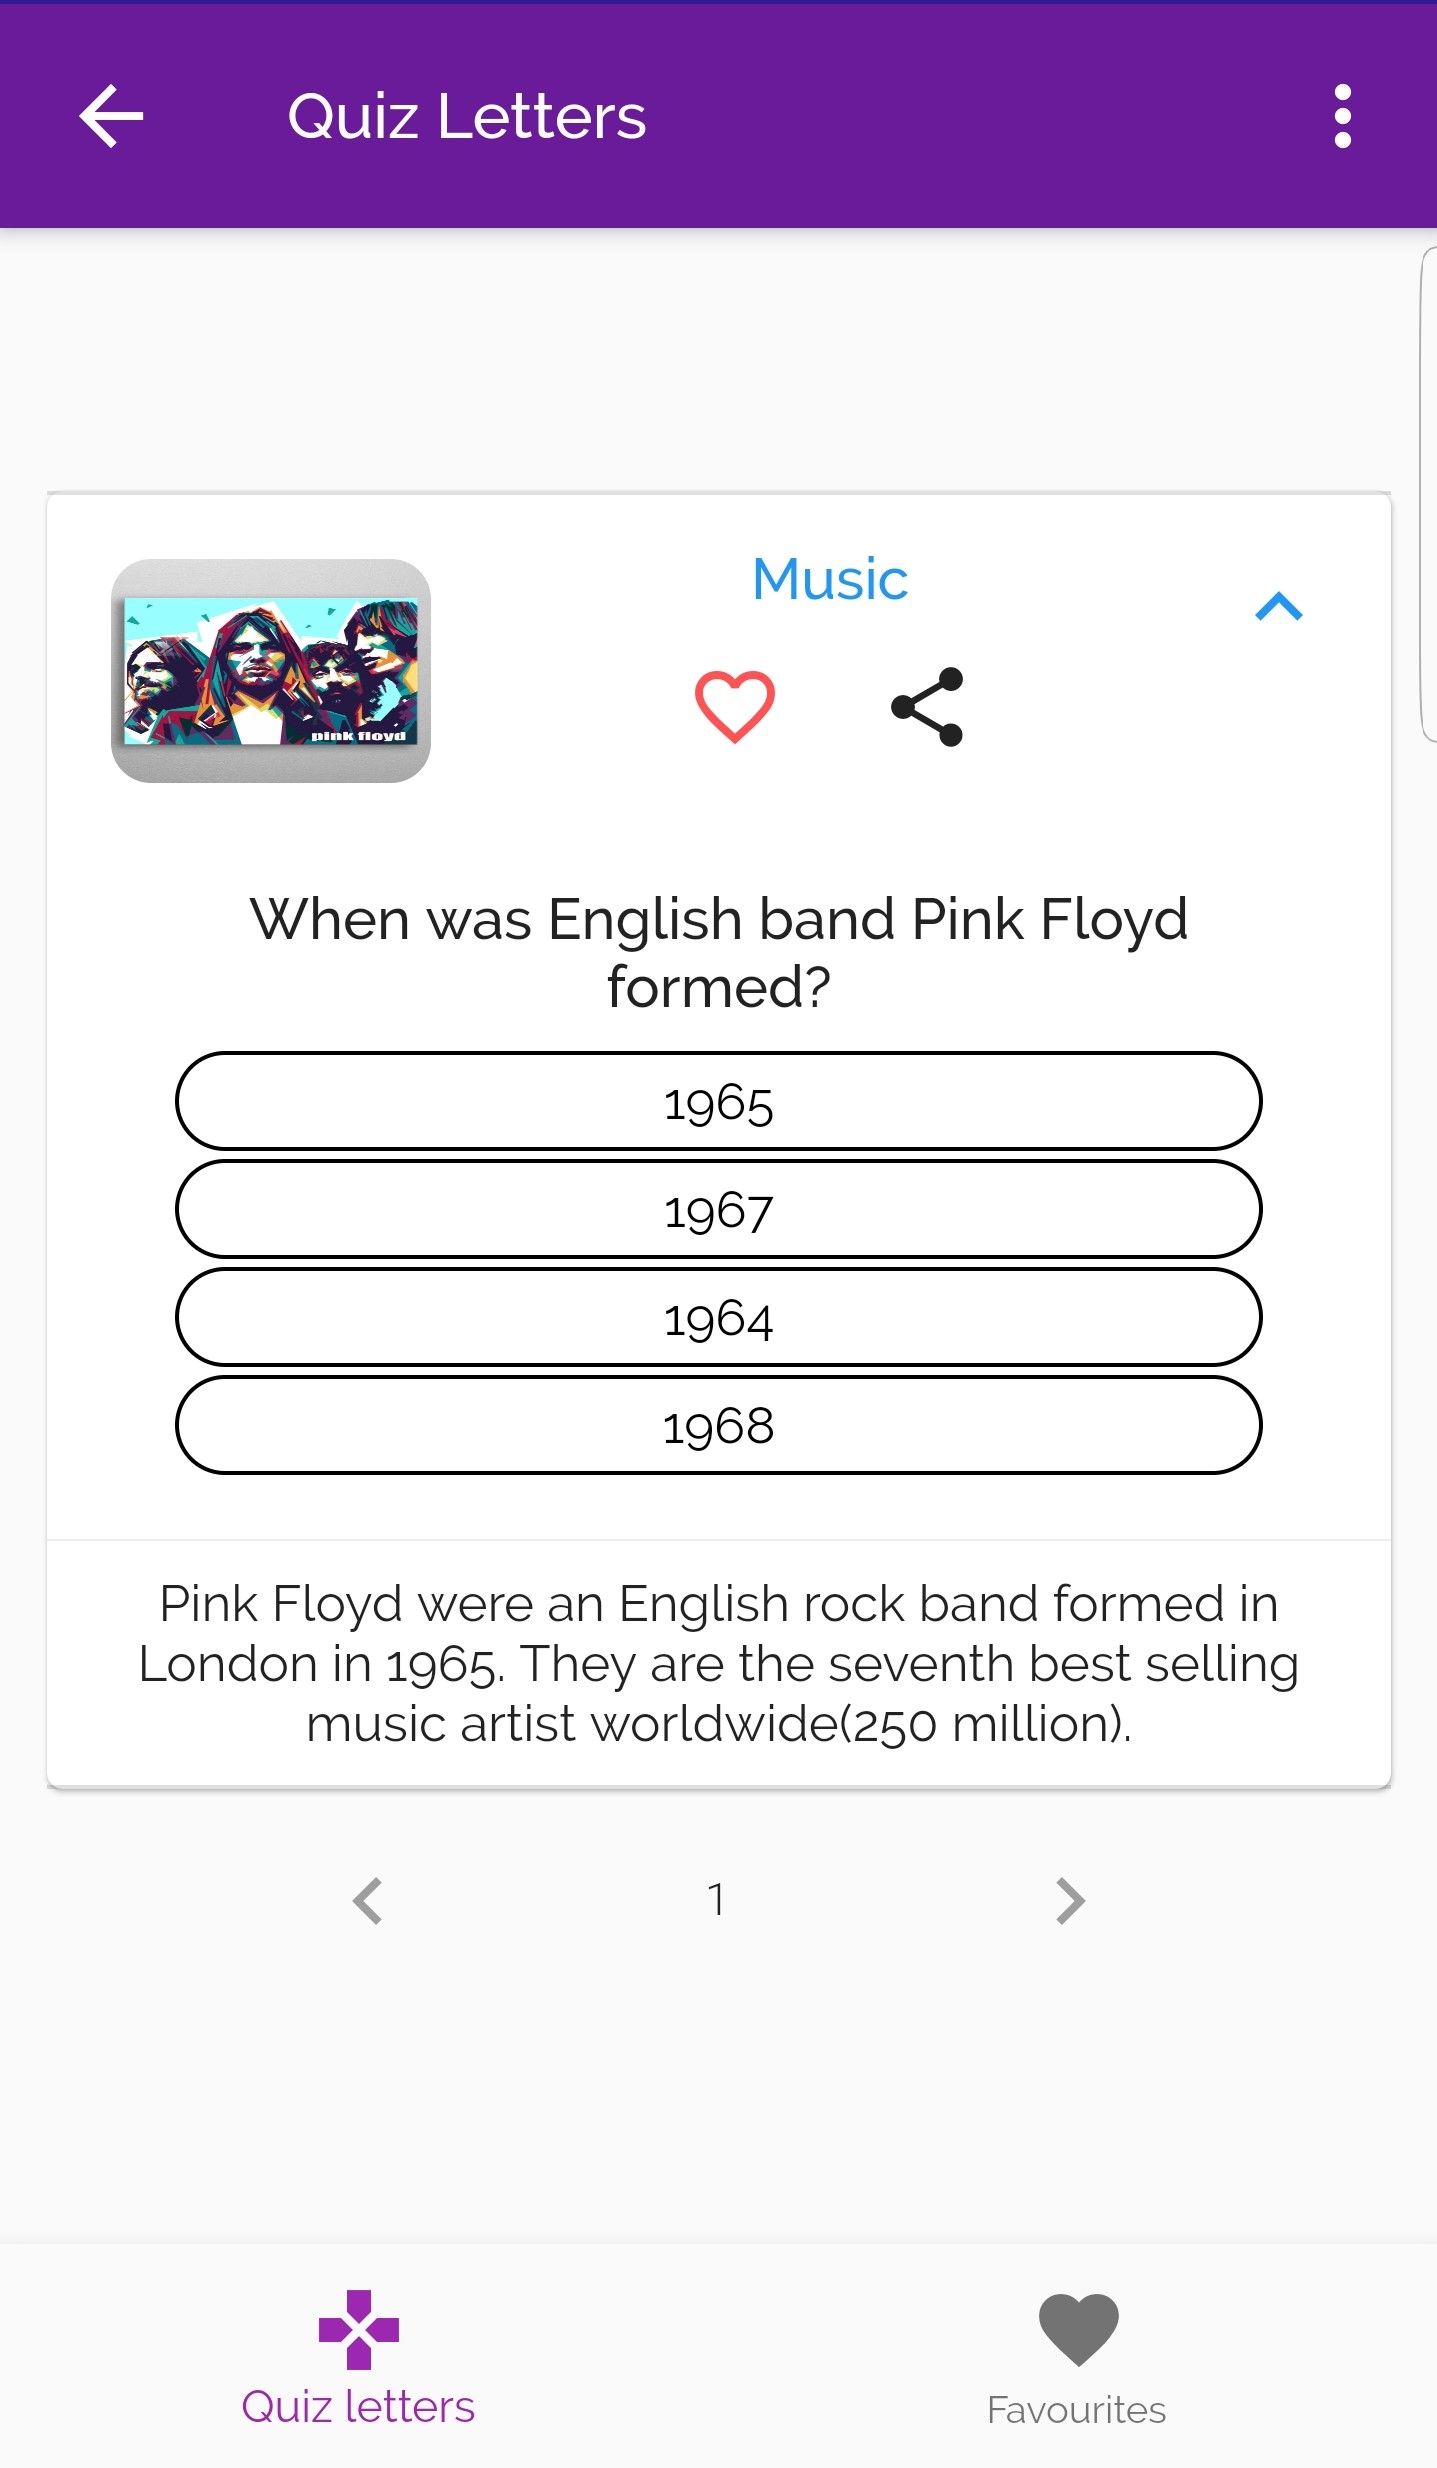 Quiz Letters
Music
pink floyd
When was English band Pink Floyd
formed?
1965
1967
1964
1968
Pink Floyd were an English rock band formed in
London in 1965. They are the seventh best selling
music artist worldwide(250 million).
1
Quiz letters
Favourites